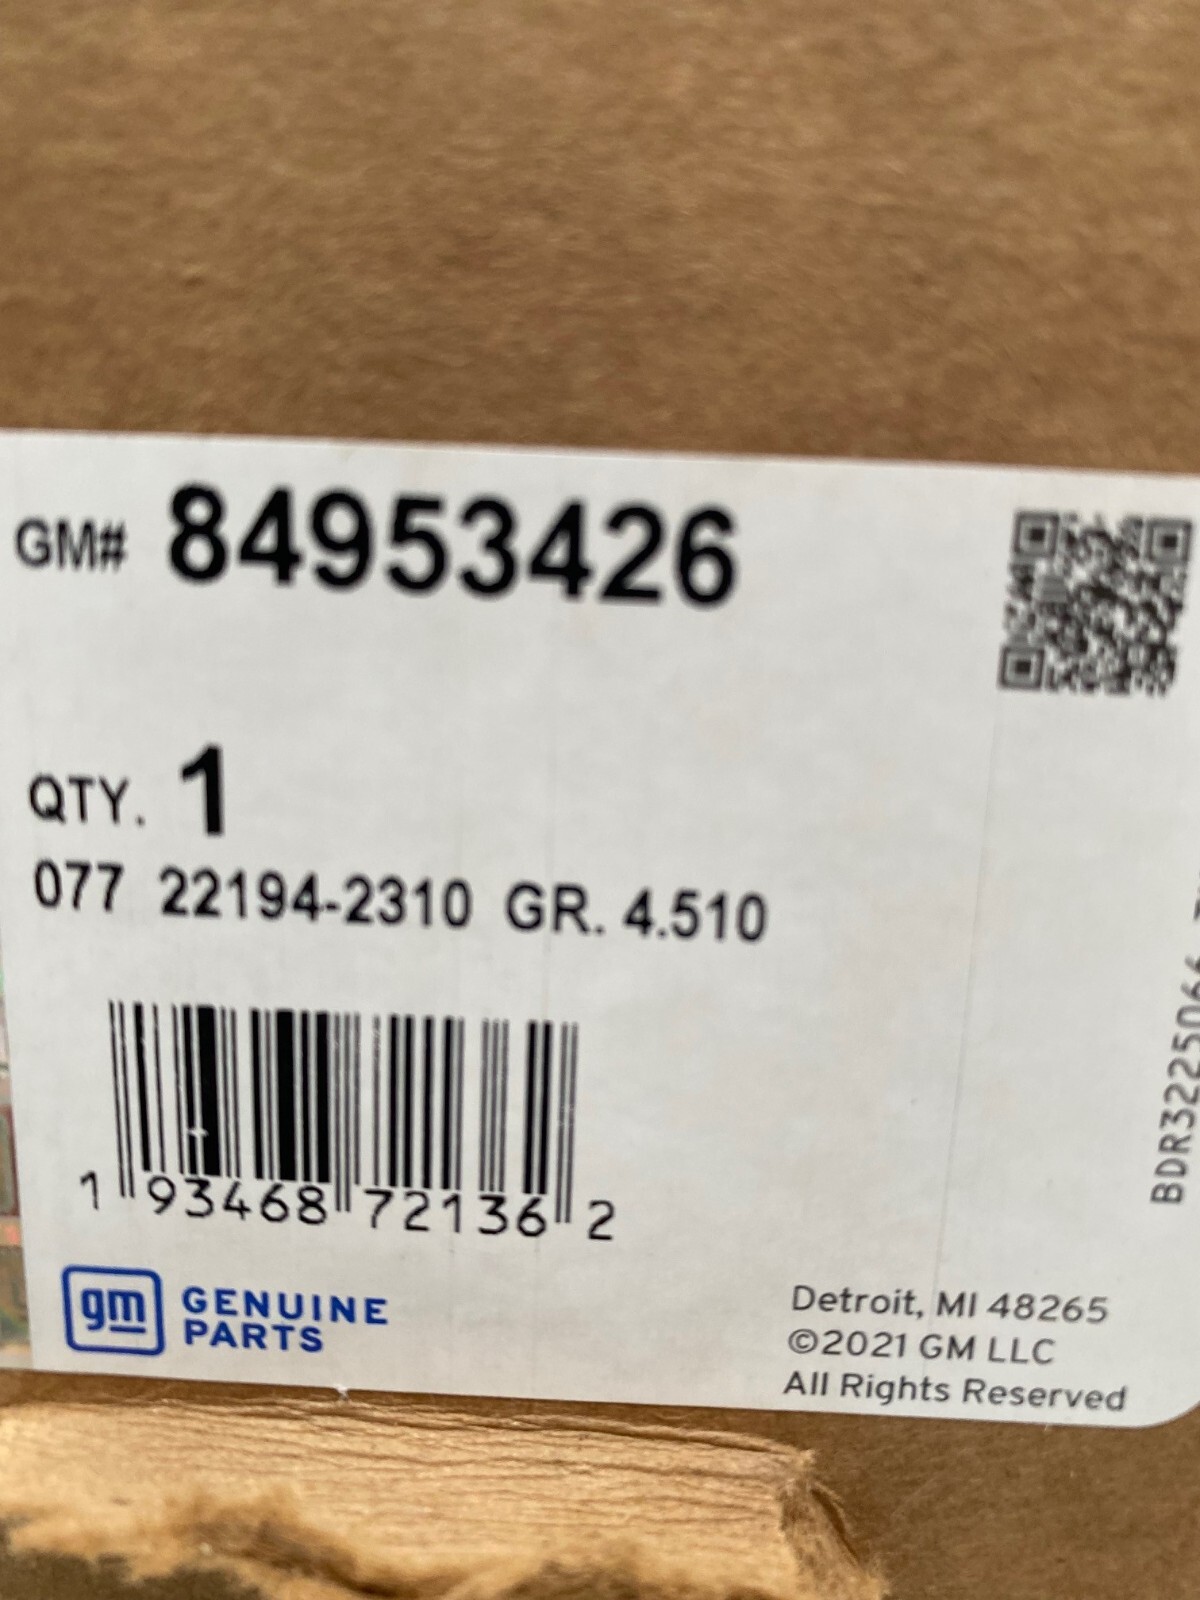 GM# 84953426
QTY. 1
077 22194-2310 GR. 4.510
1 93468 72136 2
gm GENUINE
PARTS
Detroit, MI 48265
©2021 GM LLC
All Rights Reserved